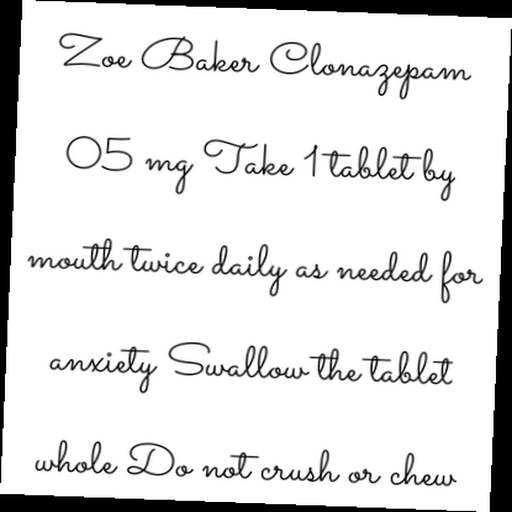 Zoe Baker Clonazepam
05 mg Take 1 tablet by
mouth twice daily as needed for
anxiety Swallow the tablet
whole Do not crush or chew